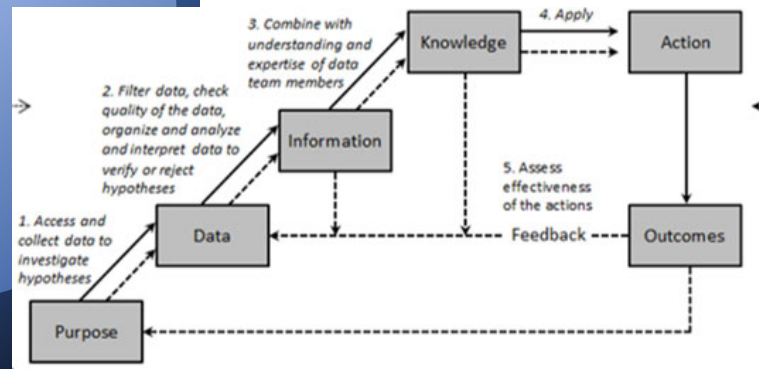 3. Combine with
understanding and
expertise of data
team members
Knowledge
4. Apply
Action
2. Filter data, check
quality of the data,
organize and analyze
and interpret data to
verify or reject
hypotheses
Information
5. Assess
effectiveness
of the actions
1. Access and
collect data to
investigate
hypotheses
Data
Feedback
Outcomes
Purpose